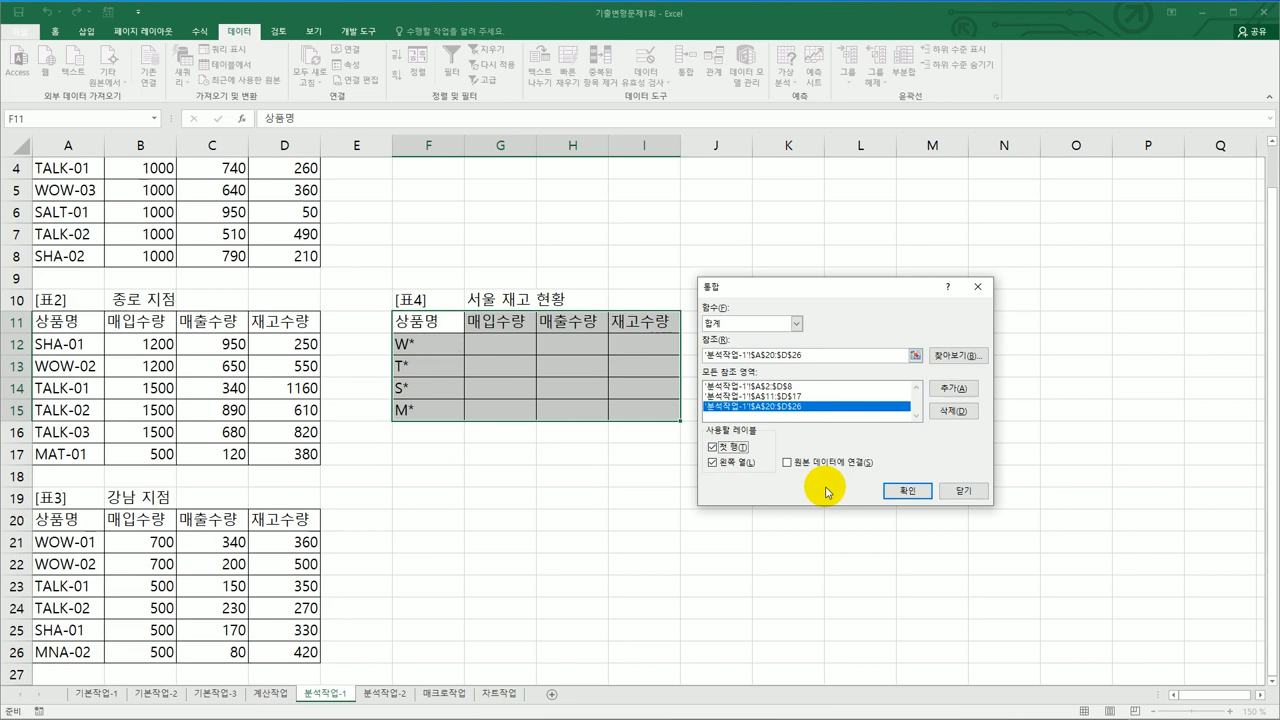 기출변형문제1회 - Excel
홈 삽입 페이지 레이아웃 수식 데이터 검토 보기 개발 도구 수행할 작업을 알려 주세요. 공유
Access 웹 텍스트 기타 원본에서 기존 연결 새쿼리 쿼리 표시 테이블에서 최근에 사용한 원본 모두 새로 고침 연결 속성 연결 편집 정렬 필터 지우기 다시 적용 고급 텍스트 나누기 빠른 채우기 중복된 항목 제거 데이터 유효성 검사 통합 관계 데이터 모델 관리 가상 분석 예측 시트 그룹 그룹 해제 부분합 하위 수준 표시 하위 수준 숨기기
외부 데이터 가져오기 가져오기 및 변환 연결 정렬 및 필터 데이터 도구 예측 윤곽선
F11 fx 상품명
A B C D E F G H I J K L M N O P Q
4 TALK-01 1000 740 260
5 WOW-03 1000 640 360
6 SALT-01 1000 950 50
7 TALK-02 1000 510 490
8 SHA-02 1000 790 210
9
10 [표2] 종로 지점 [표4] 서울 재고 현황
11 상품명 매입수량 매출수량 재고수량 상품명 매입수량 매출수량 재고수량
12 SHA-01 1200 950 250 W*
13 WOW-02 1200 650 550 T*
14 TALK-01 1500 340 1160 S*
15 TALK-02 1500 890 610 M*
16 TALK-03 1500 680 820
17 MAT-01 500 120 380
18
19 [표3] 강남 지점
20 상품명 매입수량 매출수량 재고수량
21 WOW-01 700 340 360
22 WOW-02 700 200 500
23 TALK-01 500 150 350
24 TALK-02 500 230 270
25 SHA-01 500 170 330
26 MNA-02 500 80 420
27
통합 ?
함수(F):
합계
참조(R):
'분석작업-1'!$A$20:$D$26 찾아보기(B)...
모든 참조 영역:
'분석작업-1'!$A$2:$D$8 추가(A)
'분석작업-1'!$A$11:$D$17
'분석작업-1'!$A$20:$D$26 삭제(D)
사용할 레이블
첫 행(T)
왼쪽 열(L) 원본 데이터에 연결(S)
확인 닫기
기본작업-1 기본작업-2 기본작업-3 계산작업 분석작업-1 분석작업-2 매크로작업 차트작업
준비 150 %